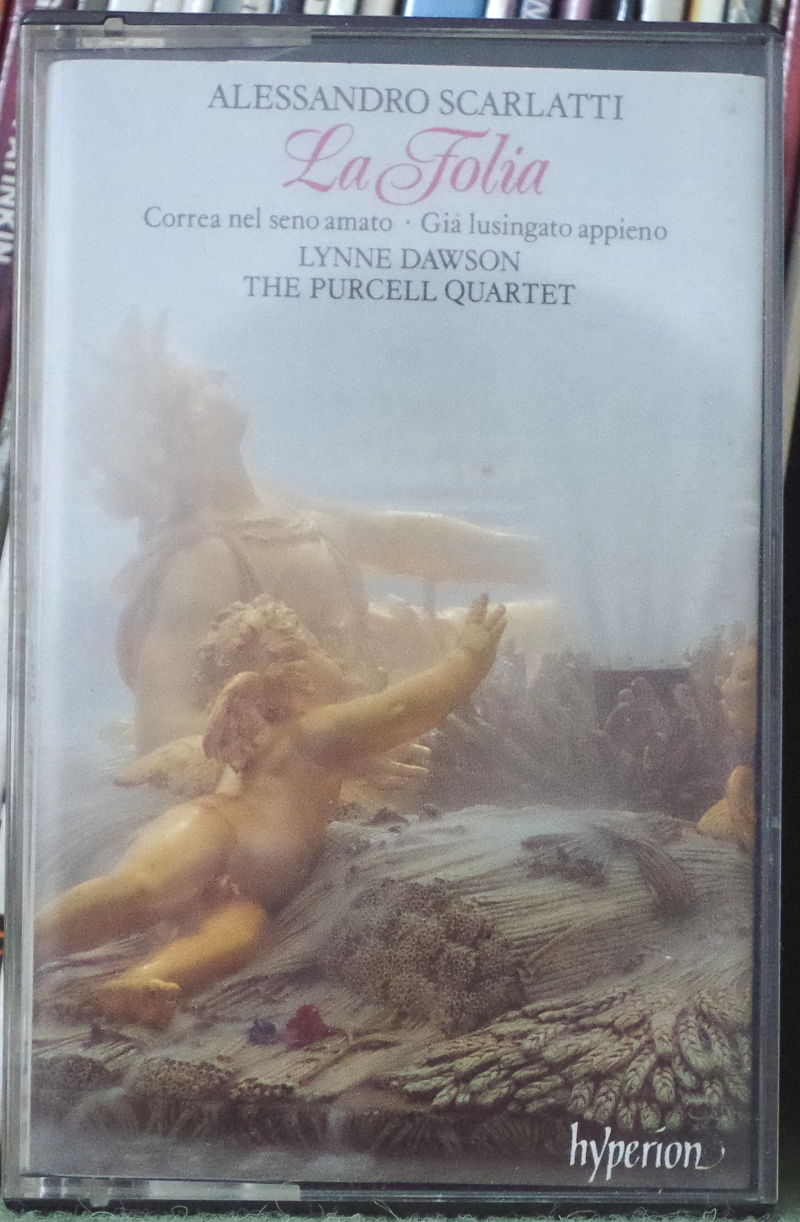 ALESSANDRO SCARLATTI
La Folia
Correa nel seno amato · Già lusingato appieno
LYNNE DAWSON
THE PURCELL QUARTET
hyperion